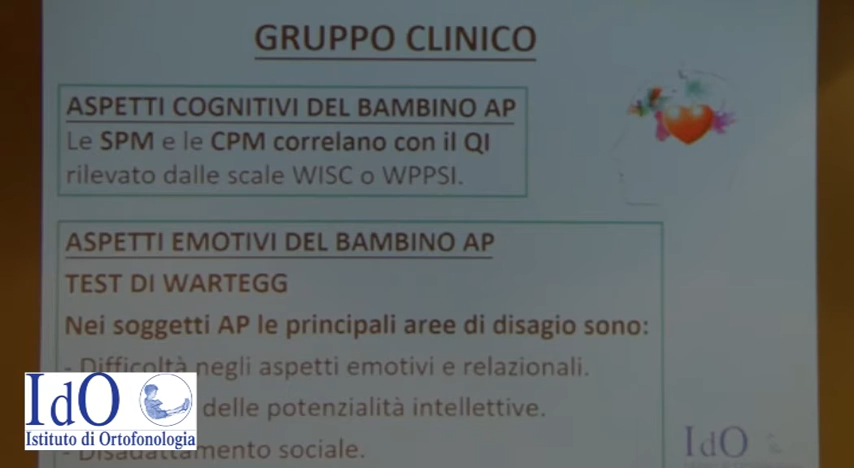 GRUPPO CLINICO
ASPETTI COGNITIVI DEL BAMBINO AP
Le SPM e le CPM correlano con il QI
rilevato dalle scale WISC o WPPSI.
ASPETTI EMOTIVI DEL BAMBINO AP
TEST DI WARTEGG
Nei soggetti AP le principali aree di disagio sono:
- Difficoltà negli aspetti emotivi e relazionali.
delle potenzialità intellettive.
- Disadattamento sociale.
IdO
Istituto di Ortofonologia
IdO